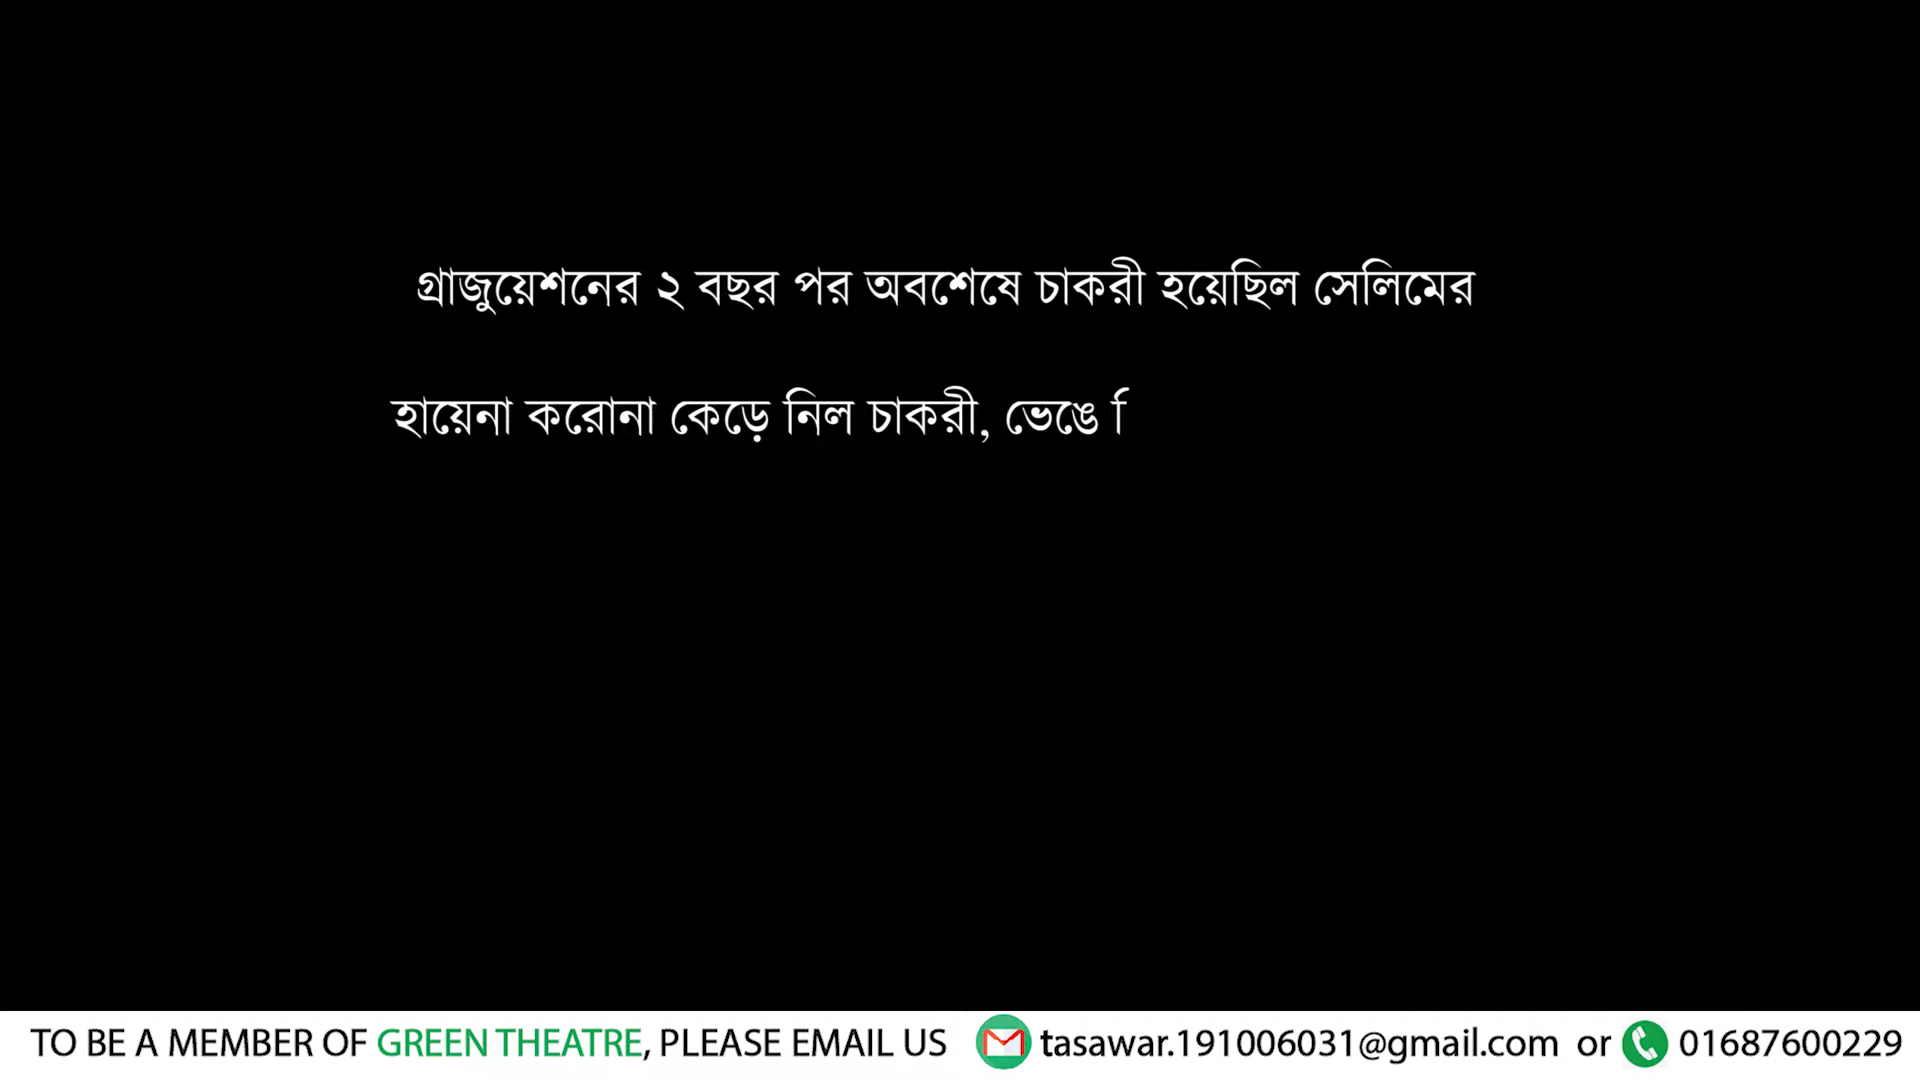 গ্রাজুয়েশনের ২ বছর পর অবশেষে চাকরী হয়েছিল সেলিমের
হায়েনা করোনা কেড়ে নিল চাকরী, ভেঙে ি
TO BE A MEMBER OF GREEN THEATRE, PLEASE EMAIL US tasawar.191006031@gmail.com or 01687600229